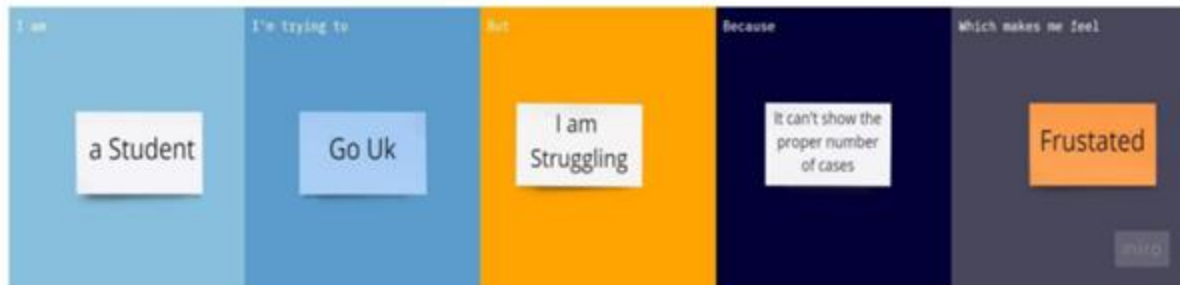 I am
a Student
I'm trying to
Go Uk
But
I am
Struggling
Because
It can't show the
proper number
of cases
Which makes me feel
Frustated
miro